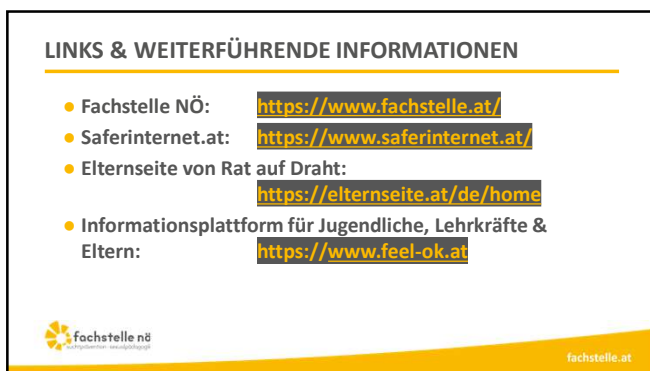 LINKS & WEITERFÜHRENDE INFORMATIONEN
● Fachstelle NÖ: https://www.fachstelle.at/
● Saferinternet.at: https://www.saferinternet.at/
● Elternseite von Rat auf Draht:
https://elternseite.at/de/home
● Informationsplattform für Jugendliche, Lehrkräfte &
Eltern: https://www.feel-ok.at
fachstelle nö
suchtprävention · sexualpädagogik
fachstelle.at